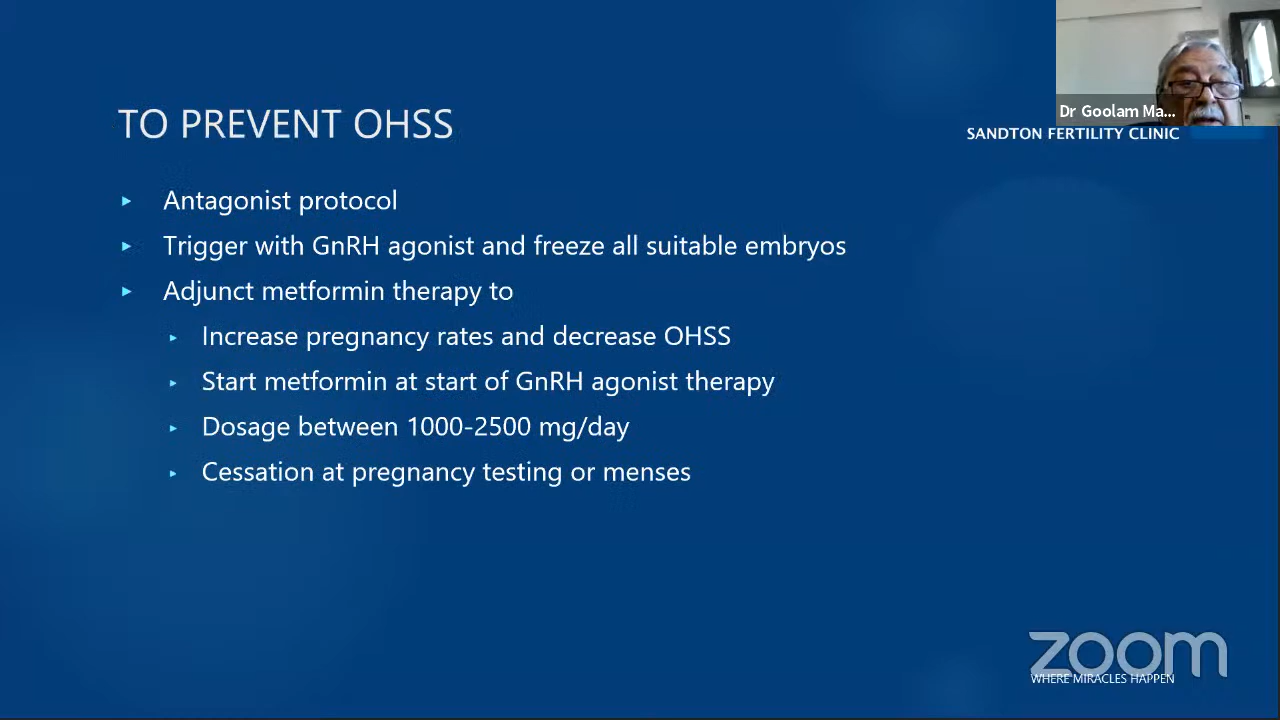 Dr Goolam Ma...
SANDTON FERTILITY CLINIC
TO PREVENT OHSS
Antagonist protocol
Trigger with GnRH agonist and freeze all suitable embryos
Adjunct metformin therapy to
Increase pregnancy rates and decrease OHSS
Start metformin at start of GnRH agonist therapy
Dosage between 1000-2500 mg/day
Cessation at pregnancy testing or menses
zoom
WHERE MIRACLES HAPPEN